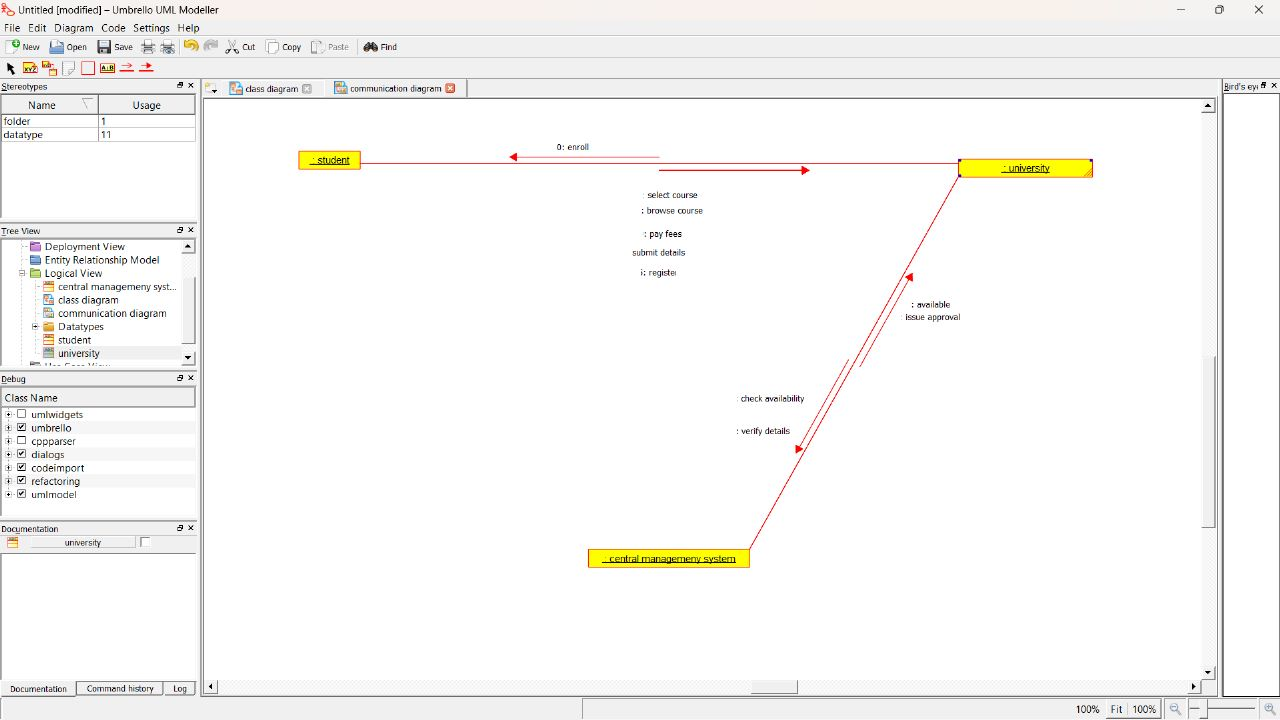 Untitled [modified] – Umbrello UML Modeller
File Edit Diagram Code Settings Help
New Open Save Cut Copy Paste Find
XYZ A⇅B
Stereotypes
class diagram communication diagram
Bird's eye
Name Usage
folder 1
datatype 11
Tree View
Deployment View
Entity Relationship Model
Logical View
central managemeny syst...
class diagram
communication diagram
Datatypes
student
university
Debug
Class Name
umlwidgets
umbrello
cppparser
dialogs
codeimport
refactoring
umlmodel
Documentation
university
Documentation Command history Log
0: enroll
: student
: university
select course
: browse course
: pay fees
submit details
: register
: available
issue approval
check availability
: verify details
: central managemeny system
100% Fit 100%